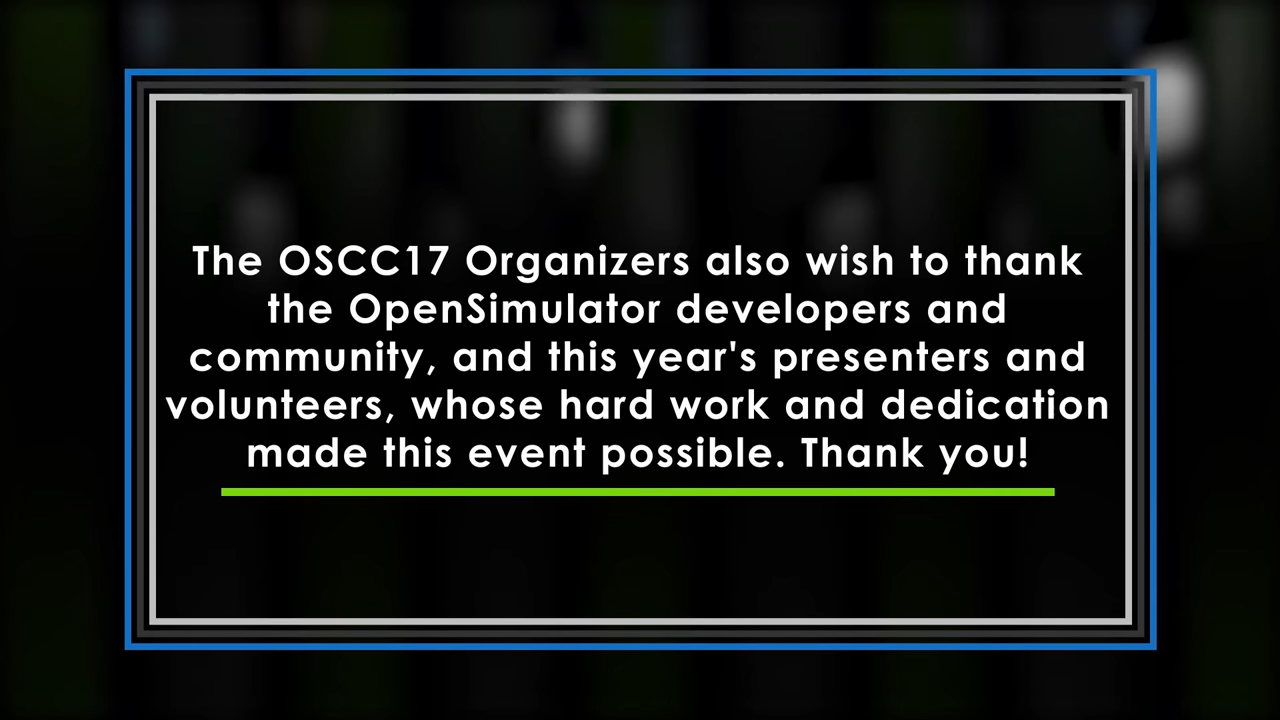 The OSCC17 Organizers also wish to thank
the OpenSimulator developers and
community, and this year's presenters and
volunteers, whose hard work and dedication
made this event possible. Thank you!